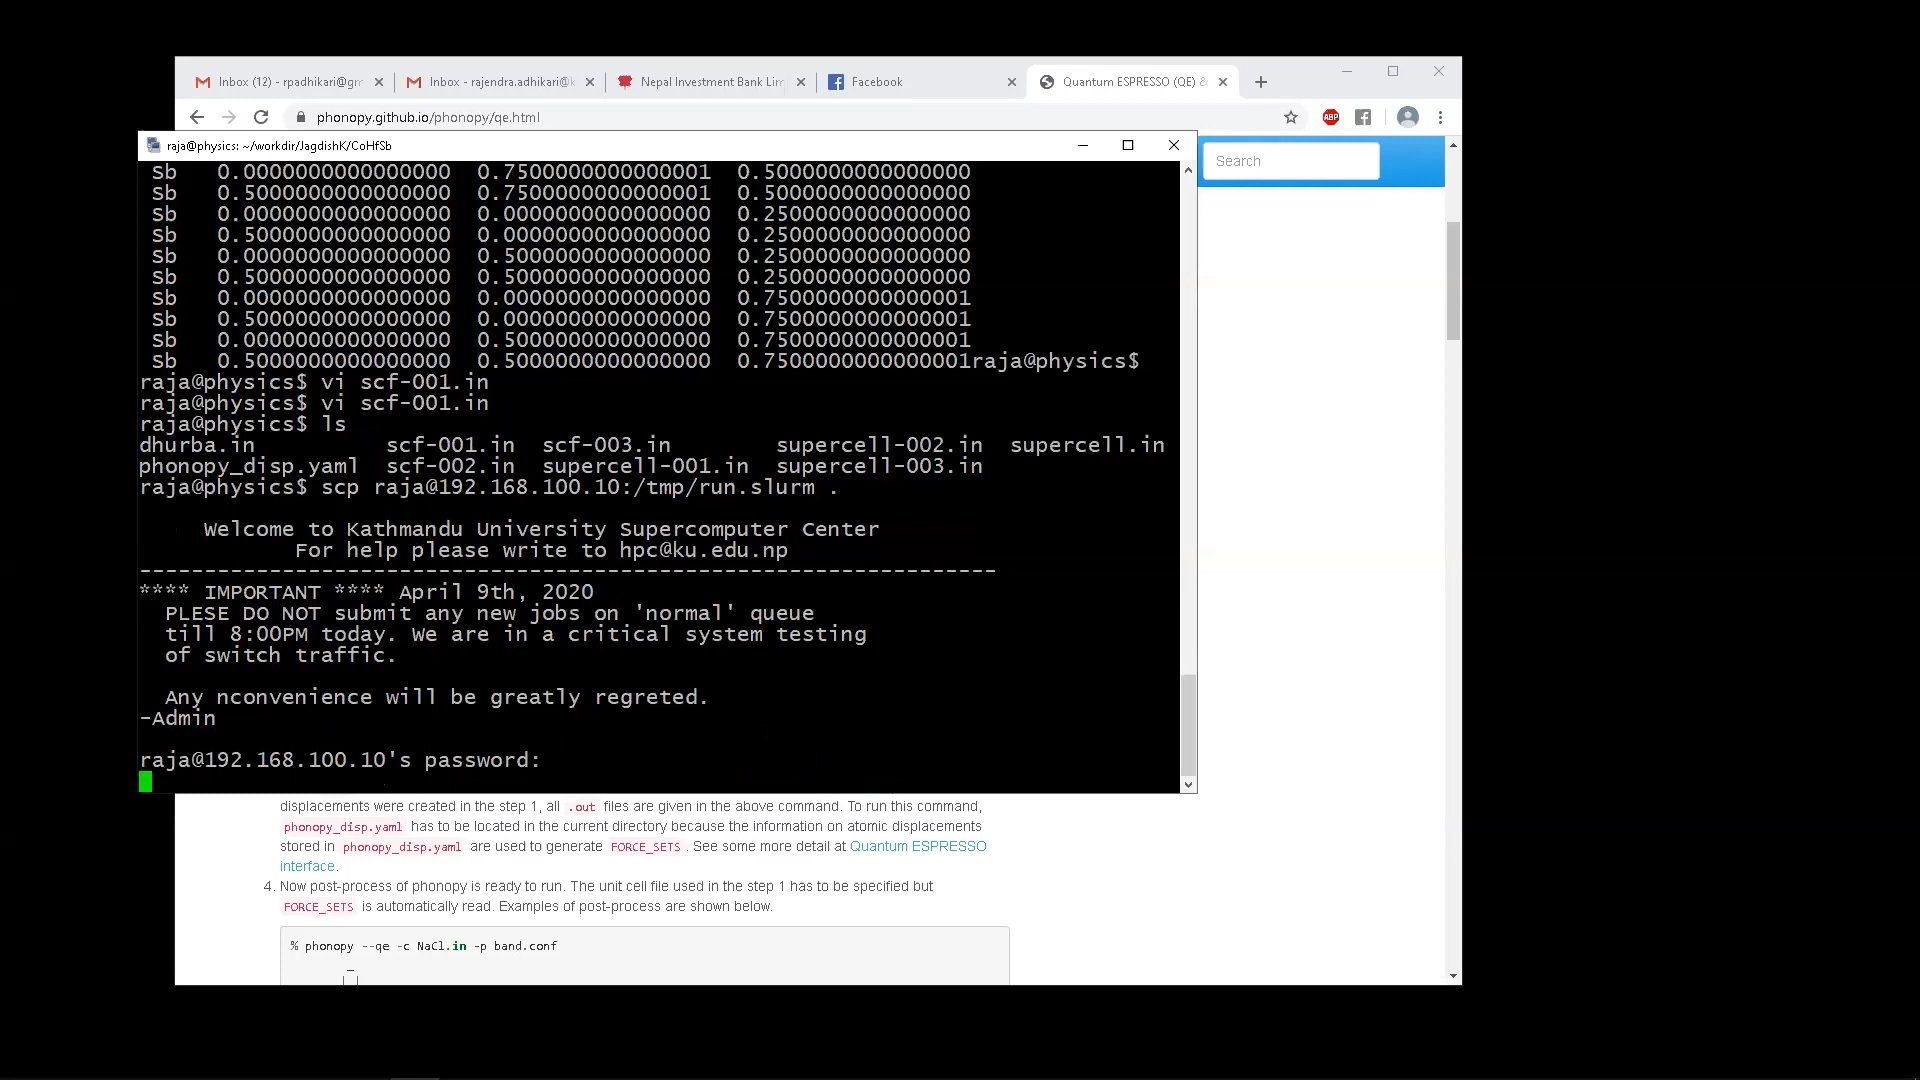 Inbox (12) - rpadhikari@gm
Inbox - rajendra.adhikari@k
Nepal Investment Bank Lim
Facebook
Quantum ESPRESSO (QE) &
phonopy.github.io/phonopy/qe.html
ABP
raja@physics: ~/workdir/JagdishK/CoHfSb
Search
Sb 0.0000000000000000 0.7500000000000001 0.5000000000000000
Sb 0.5000000000000000 0.7500000000000001 0.5000000000000000
Sb 0.0000000000000000 0.0000000000000000 0.2500000000000000
Sb 0.5000000000000000 0.0000000000000000 0.2500000000000000
Sb 0.0000000000000000 0.5000000000000000 0.2500000000000000
Sb 0.5000000000000000 0.5000000000000000 0.2500000000000000
Sb 0.0000000000000000 0.0000000000000000 0.7500000000000001
Sb 0.5000000000000000 0.0000000000000000 0.7500000000000001
Sb 0.0000000000000000 0.5000000000000000 0.7500000000000001
Sb 0.5000000000000000 0.5000000000000000 0.7500000000000001raja@physics$
raja@physics$ vi scf-001.in
raja@physics$ vi scf-001.in
raja@physics$ ls
dhurba.in scf-001.in scf-003.in supercell-002.in supercell.in
phonopy_disp.yaml scf-002.in supercell-001.in supercell-003.in
raja@physics$ scp raja@192.168.100.10:/tmp/run.slurm .
Welcome to Kathmandu University Supercomputer Center
For help please write to hpc@ku.edu.np
------------------------------------------------------------------
**** IMPORTANT **** April 9th, 2020
PLESE DO NOT submit any new jobs on 'normal' queue
till 8:00PM today. We are in a critical system testing
of switch traffic.
Any nconvenience will be greatly regretted.
-Admin
raja@192.168.100.10's password:
displacements were created in the step 1, all .out files are given in the above command. To run this command,
phonopy_disp.yaml has to be located in the current directory because the information on atomic displacements
stored in phonopy_disp.yaml are used to generate FORCE_SETS . See some more detail at Quantum ESPRESSO
interface.
4. Now post-process of phonopy is ready to run. The unit cell file used in the step 1 has to be specified but
FORCE_SETS is automatically read. Examples of post-process are shown below.
% phonopy --qe -c NaCl.in -p band.conf